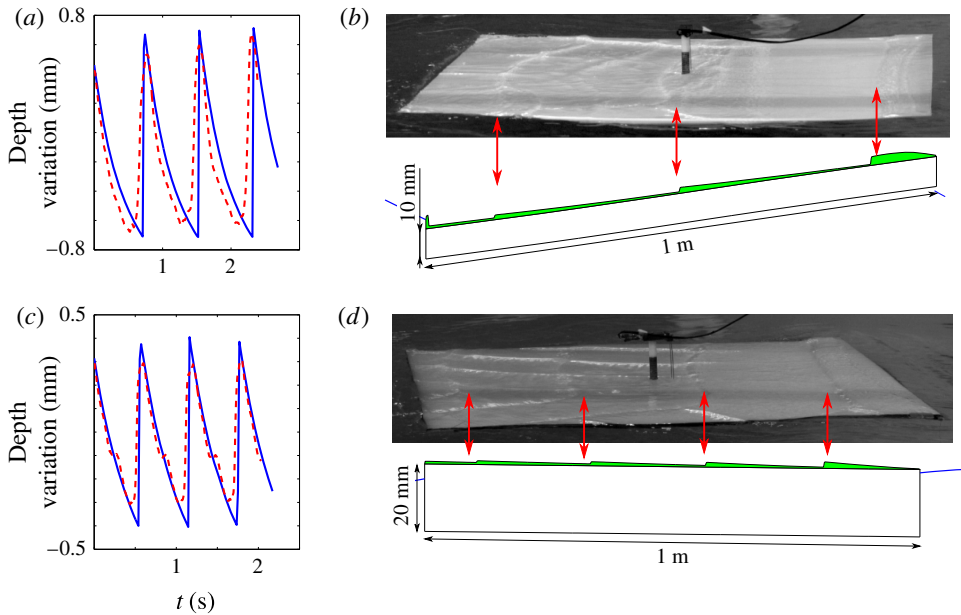 (a)
0.8
Depth
variation (mm)
−0.8
1
2
(b)
10 mm
1 m
(c)
0.5
Depth
variation (mm)
−0.5
1
2
t (s)
(d)
20 mm
1 m